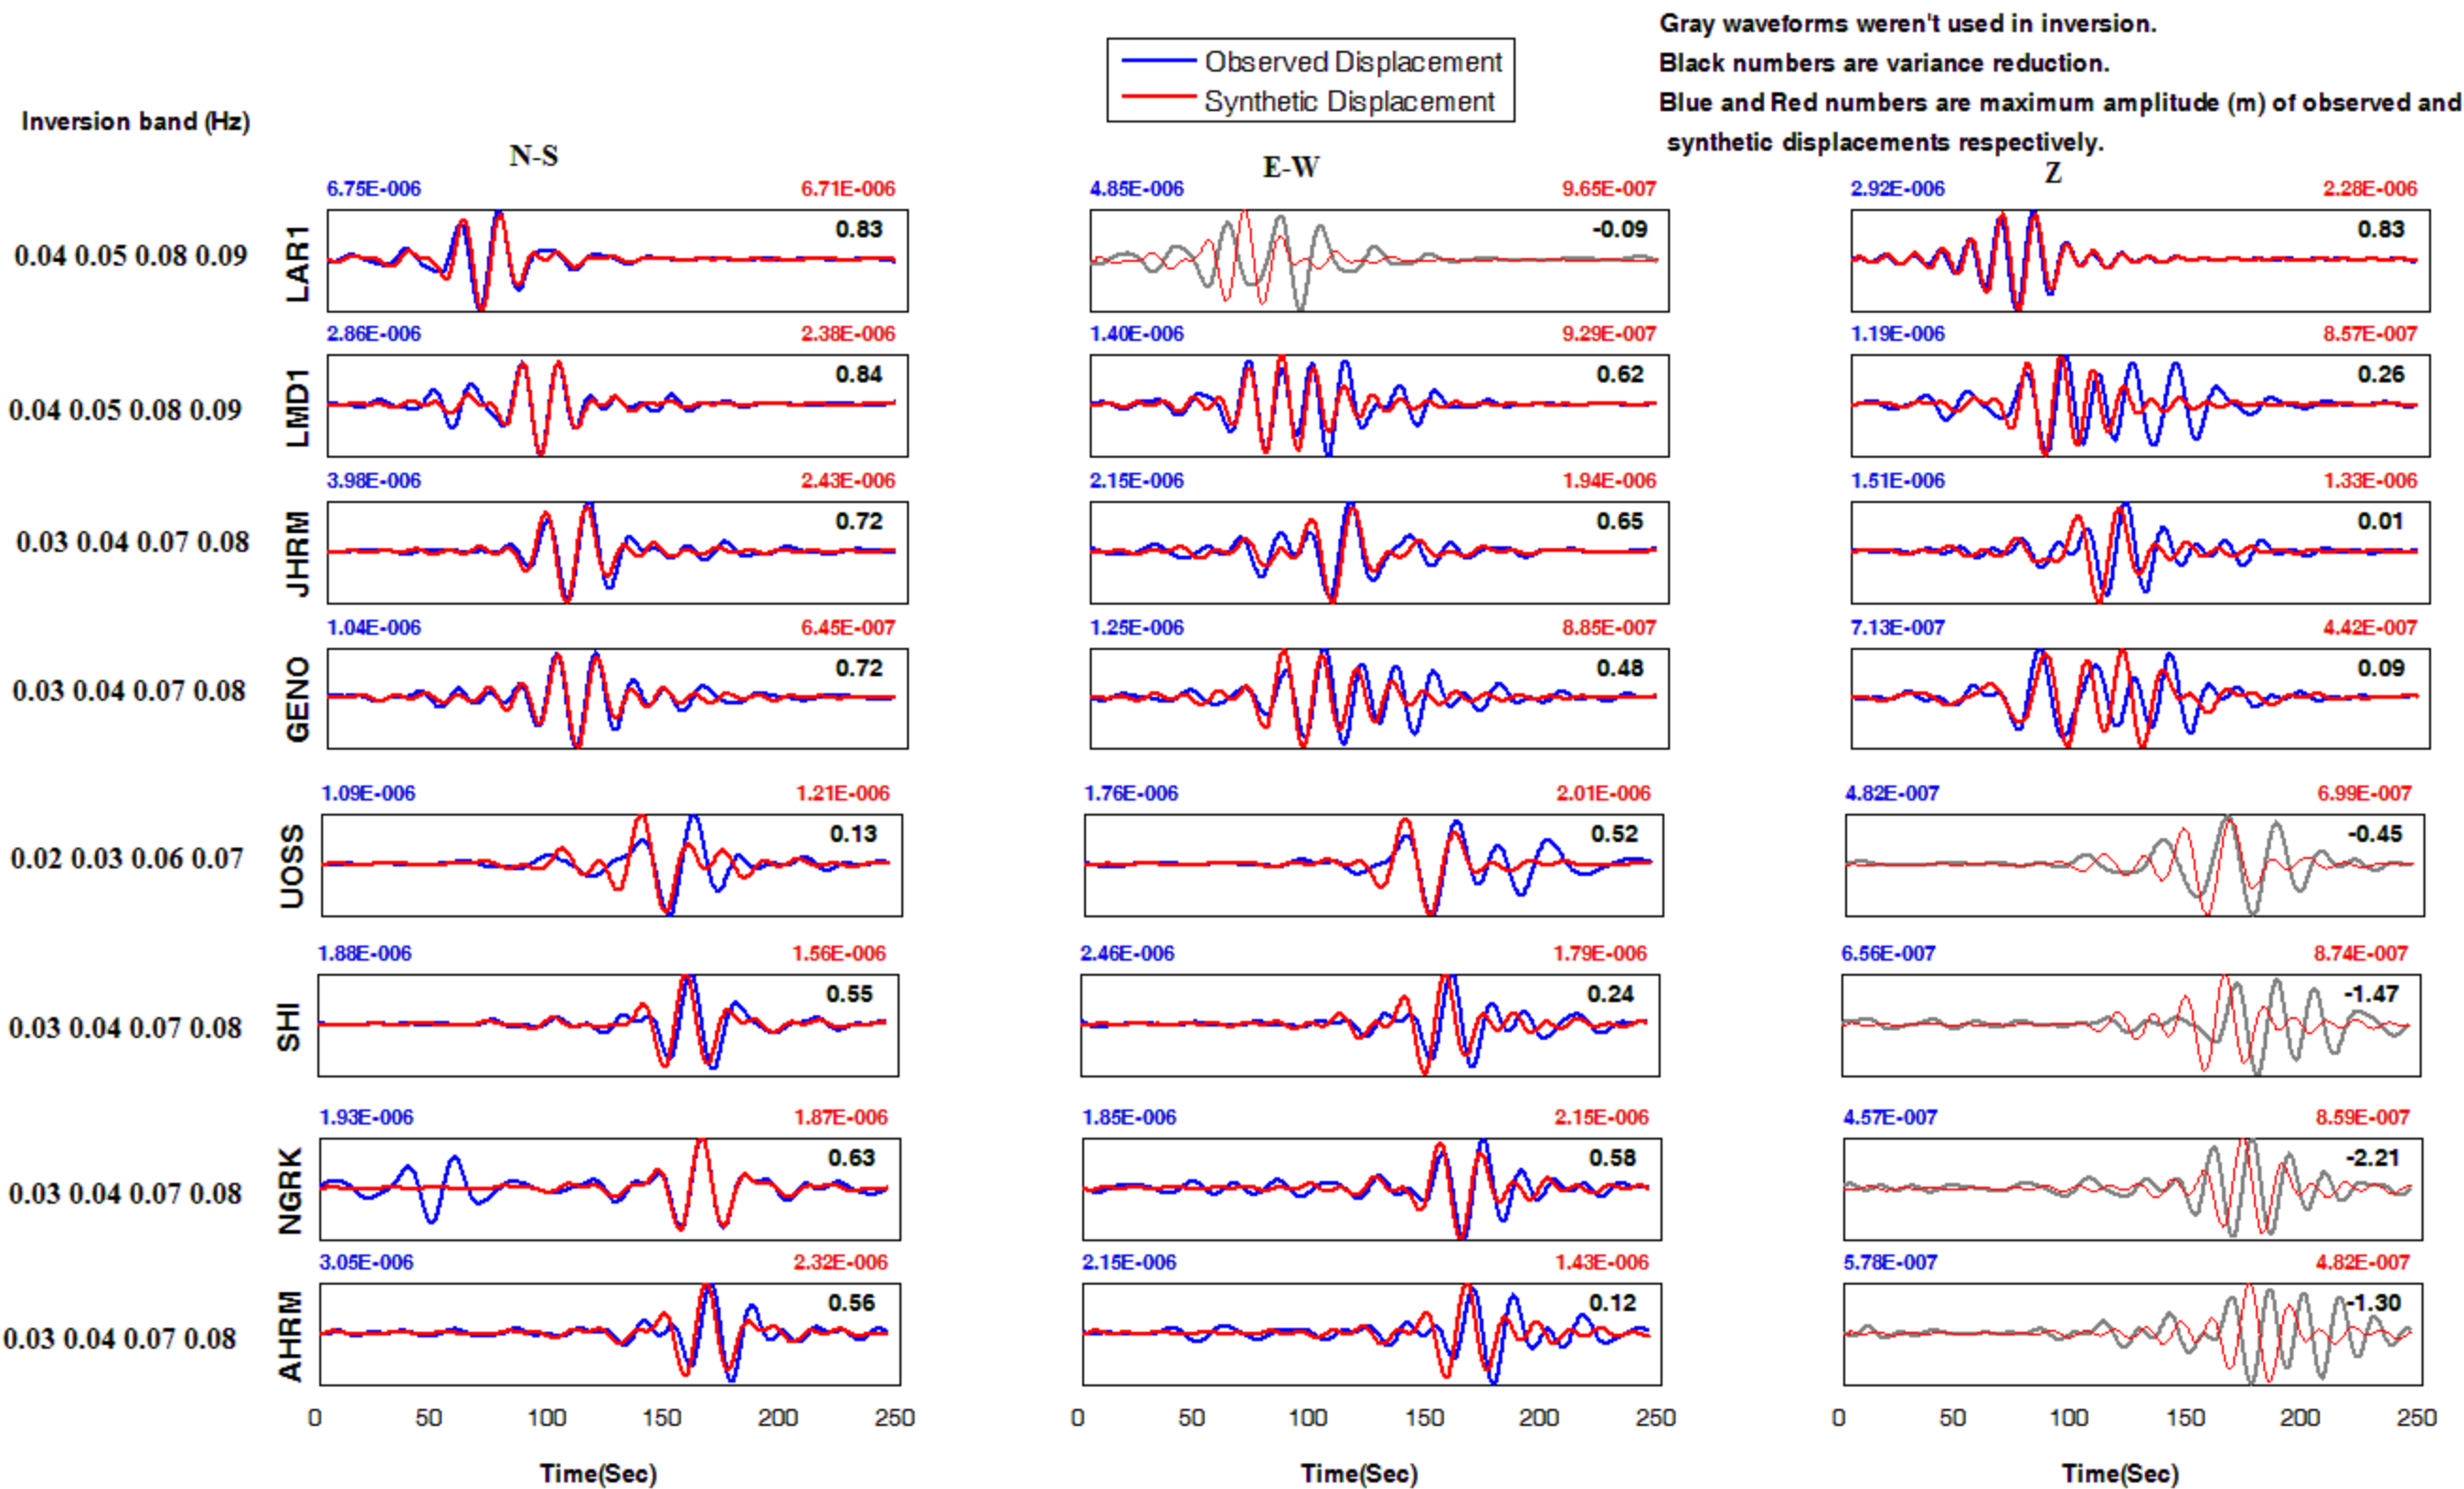 Gray waveforms weren't used in inversion.
Observed Displacement
Black numbers are variance reduction.
Synthetic Displacement
Blue and Red numbers are maximum amplitude (m) of observed and
synthetic displacements respectively.
Inversion band (Hz)
N-S E-W Z
6.75E-006 6.71E-006 4.85E-006 9.65E-007 2.92E-006 2.28E-006
0.04 0.05 0.08 0.09 LAR1 0.83 -0.09 0.83
2.86E-006 2.38E-006 1.40E-006 9.29E-007 1.19E-006 8.57E-007
0.04 0.05 0.08 0.09 LMD1 0.84 0.62 0.26
3.98E-006 2.43E-006 2.15E-006 1.94E-006 1.51E-006 1.33E-006
0.03 0.04 0.07 0.08 JHRM 0.72 0.65 0.01
1.04E-006 6.45E-007 1.25E-006 8.85E-007 7.13E-007 4.42E-007
0.03 0.04 0.07 0.08 GENO 0.72 0.48 0.09
1.09E-006 1.21E-006 1.76E-006 2.01E-006 4.82E-007 6.99E-007
0.02 0.03 0.06 0.07 UOSS 0.13 0.52 -0.45
1.88E-006 1.56E-006 2.46E-006 1.79E-006 6.56E-007 8.74E-007
0.03 0.04 0.07 0.08 SHI 0.55 0.24 -1.47
1.93E-006 1.87E-006 1.85E-006 2.15E-006 4.57E-007 8.59E-007
0.03 0.04 0.07 0.08 NGRK 0.63 0.58 -2.21
3.05E-006 2.32E-006 2.15E-006 1.43E-006 5.78E-007 4.82E-007
0.03 0.04 0.07 0.08 AHRM 0.56 0.12 -1.30
0 50 100 150 200 250 0 50 100 150 200 250 0 50 100 150 200 250
Time(Sec) Time(Sec) Time(Sec)